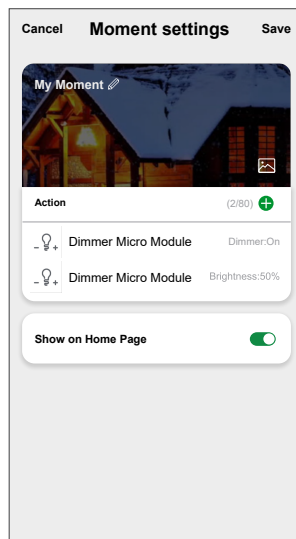 Cancel Moment settings Save
My Moment
Action (2/80)
Dimmer Micro Module Dimmer:On
Dimmer Micro Module Brightness:50%
Show on Home Page